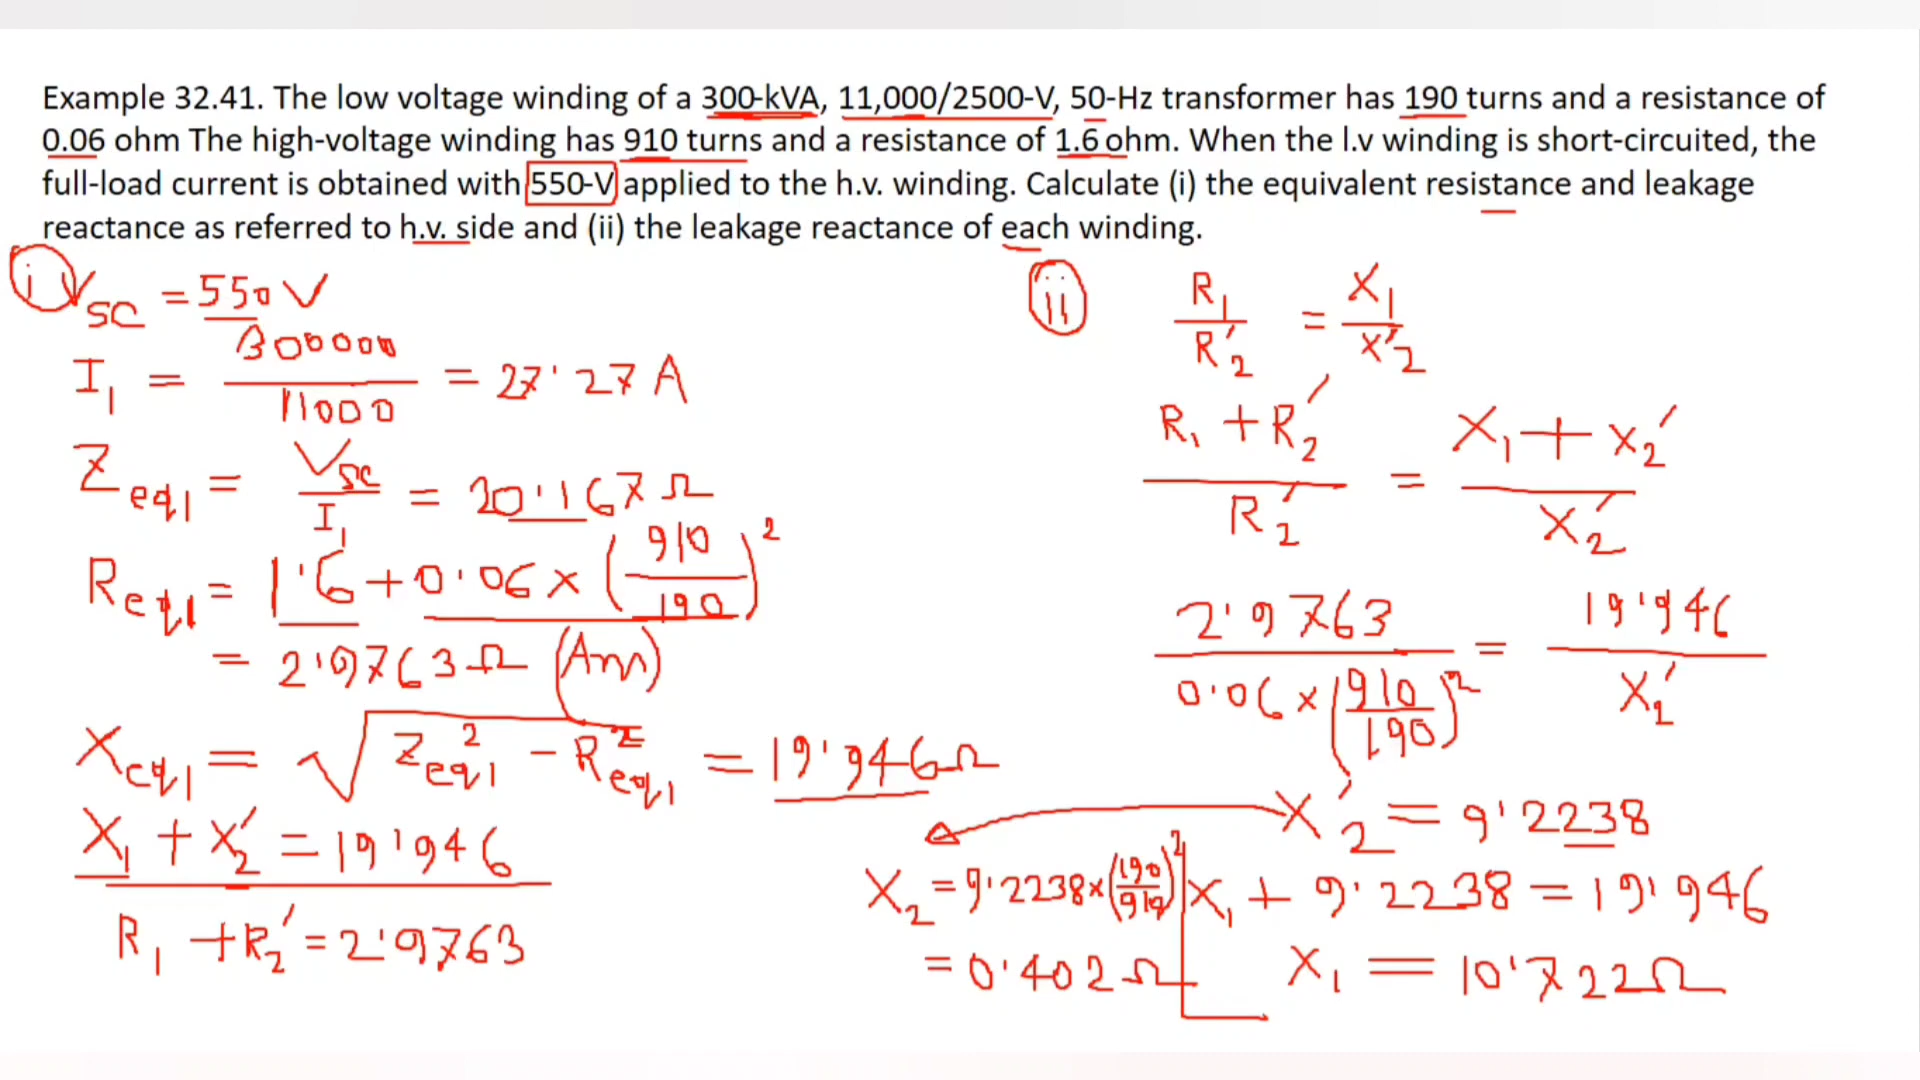 Example 32.41. The low voltage winding of a 300-kVA, 11,000/2500-V, 50-Hz transformer has 190 turns and a resistance of
0.06 ohm The high-voltage winding has 910 turns and a resistance of 1.6 ohm. When the l.v winding is short-circuited, the
full-load current is obtained with 550-V applied to the h.v. winding. Calculate (i) the equivalent resistance and leakage
reactance as referred to h.v. side and (ii) the leakage reactance of each winding.
i V_SC = 550 V
I₁ = 300000 / 11000 = 27.27 A
Z_eq1 = V_SC / I₁ = 20.167 Ω
R_eq1 = 1.6 + 0.06 × (910/190)²
= 2.9763 Ω (Ans)
X_eq1 = √(Z_eq1² - R_eq1²) = 19.946 Ω
X₁ + X₂' = 19.946
R₁ + R₂' = 2.9763
ii R₁ / R₂' = X₁ / X₂'
(R₁ + R₂') / R₂' = (X₁ + X₂') / X₂'
2.9763 / (0.06 × (910/190)²) = 19.946 / X₂'
X₂' = 9.2238
X₁ + 9.2238 = 19.946
X₁ = 10.722 Ω
X₂ = 9.2238 × (190/910)²
= 0.402 Ω